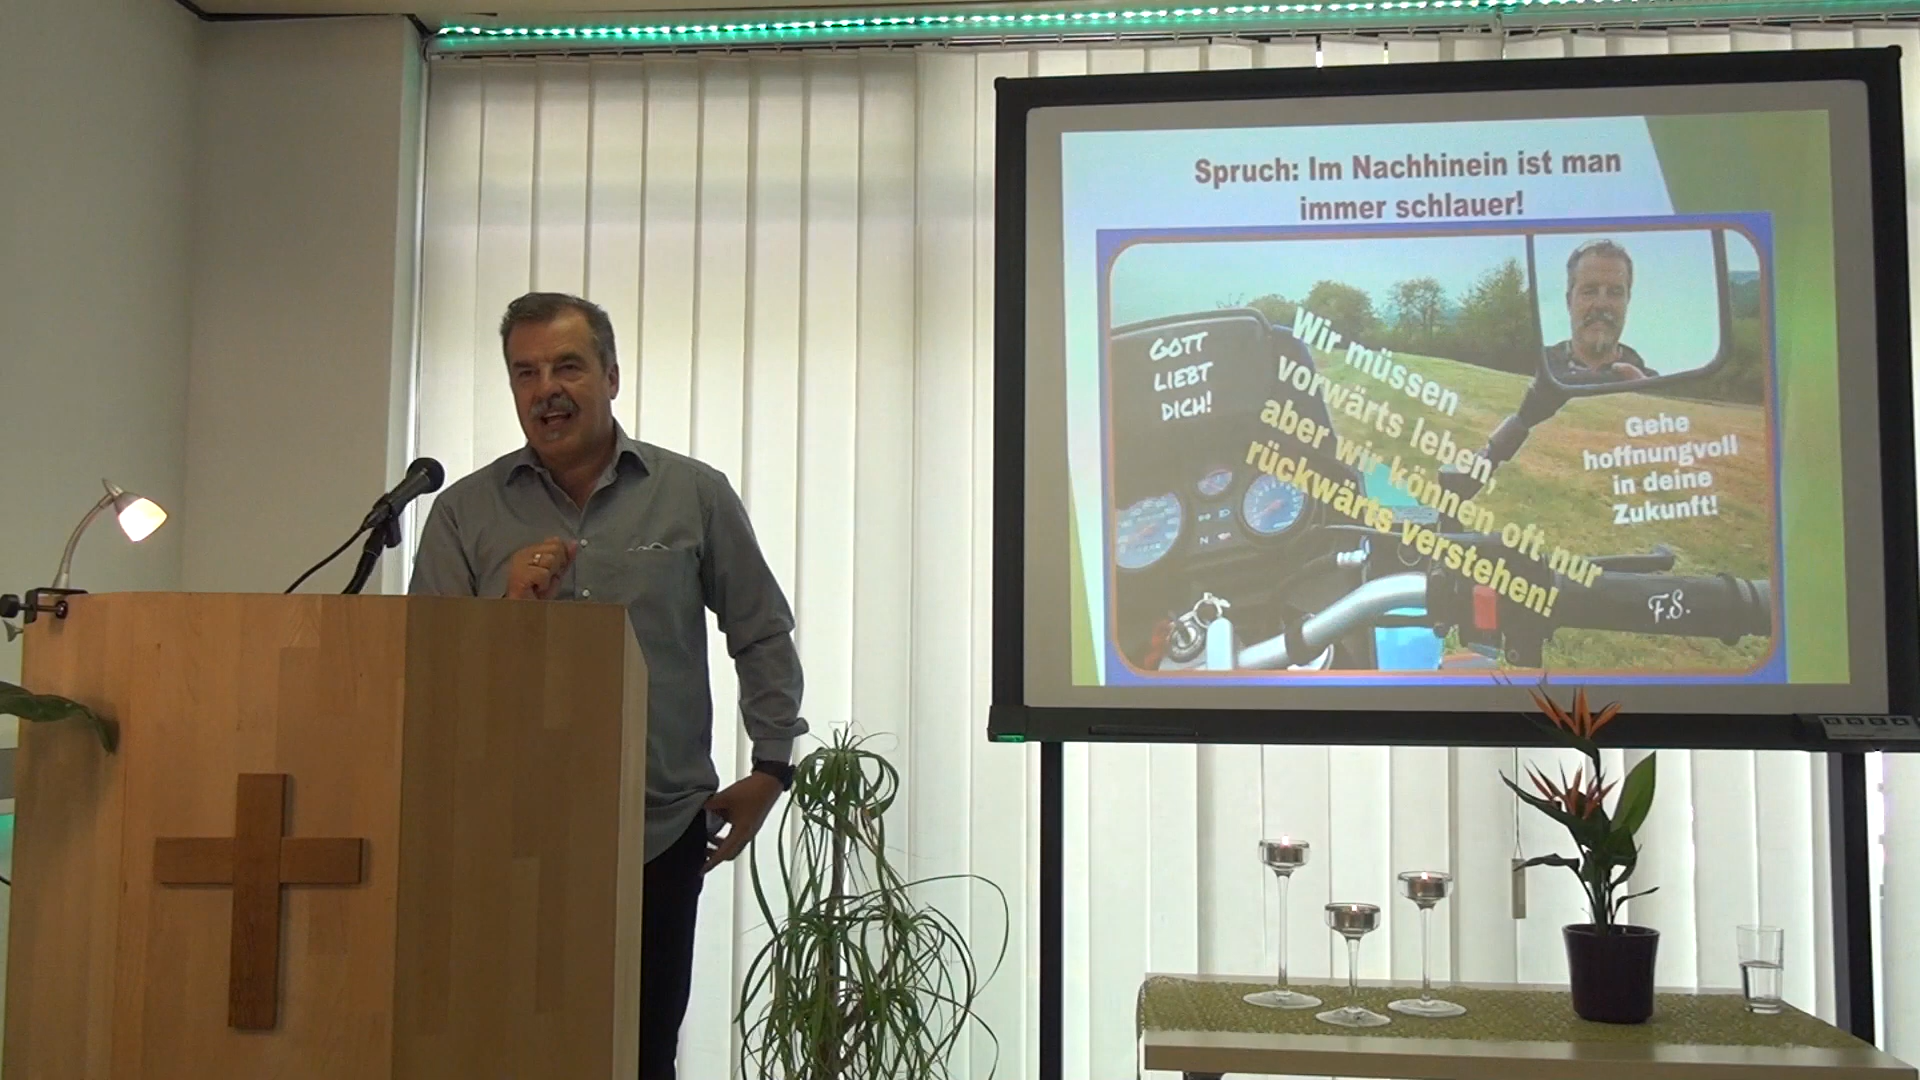 Spruch: Im Nachhinein ist man
immer schlauer!
GOTT
LIEBT
DICH!
Wir müssen
vorwärts leben,
aber wir können oft nur
rückwärts verstehen!
Gehe
hoffnungvoll
in deine
Zukunft!
F.S.
N